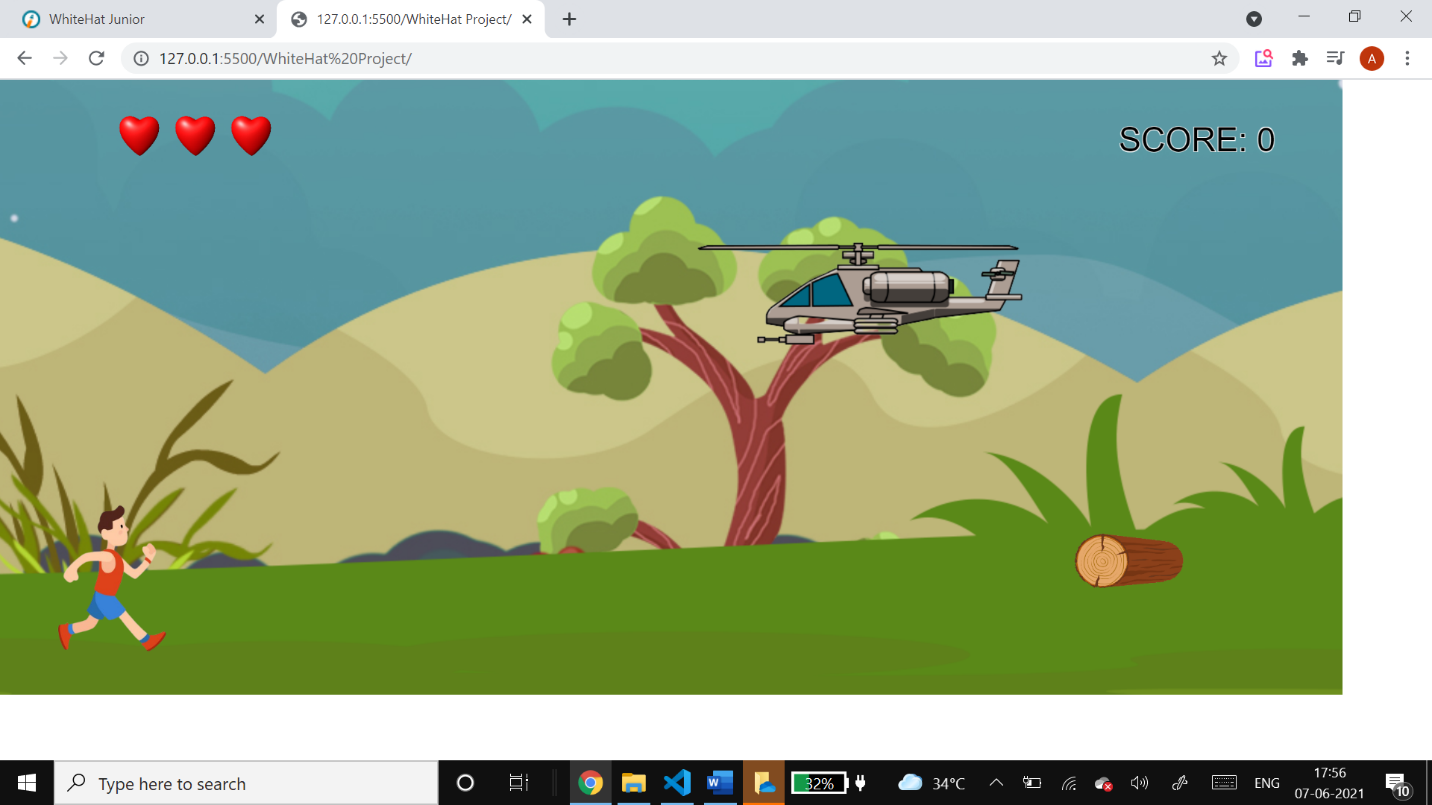 WhiteHat Junior
127.0.0.1:5500/WhiteHat Project/
127.0.0.1:5500/WhiteHat%20Project/
A
SCORE: 0
Type here to search
W
32%
34°C
ENG
17:56
07-06-2021
10